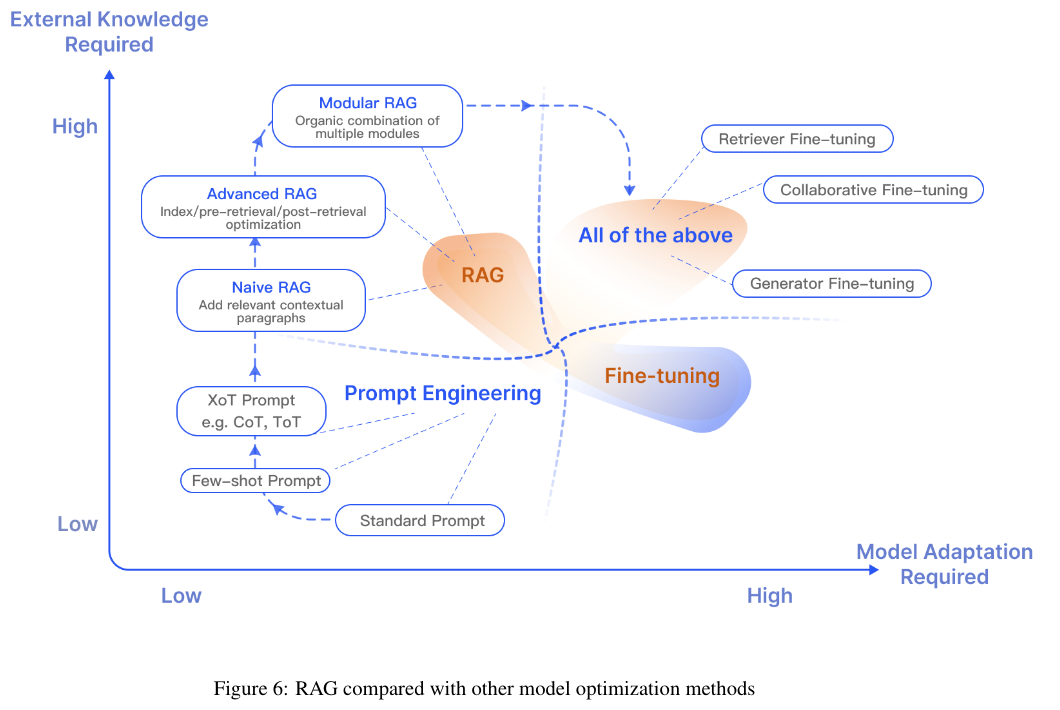 External Knowledge
Required
High
Modular RAG
Organic combination of
multiple modules
Retriever Fine-tuning
Advanced RAG
Index/pre-retrieval/post-retrieval
optimization
Collaborative Fine-tuning
All of the above
RAG
Naive RAG
Add relevant contextual
paragraphs
Generator Fine-tuning
Fine-tuning
Prompt Engineering
XoT Prompt
e.g. CoT, ToT
Few-shot Prompt
Standard Prompt
Low
Model Adaptation
Required
Low
High
Figure 6: RAG compared with other model optimization methods